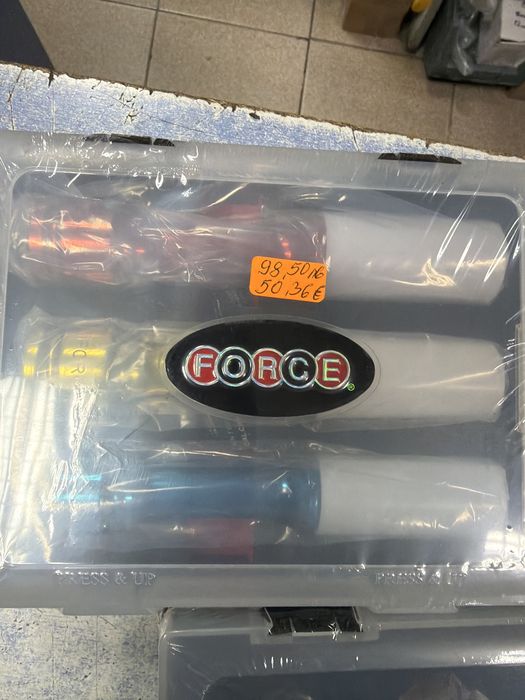 98,50лв
50,36€
FORCE®
PRESS & UP
PRESS & UP